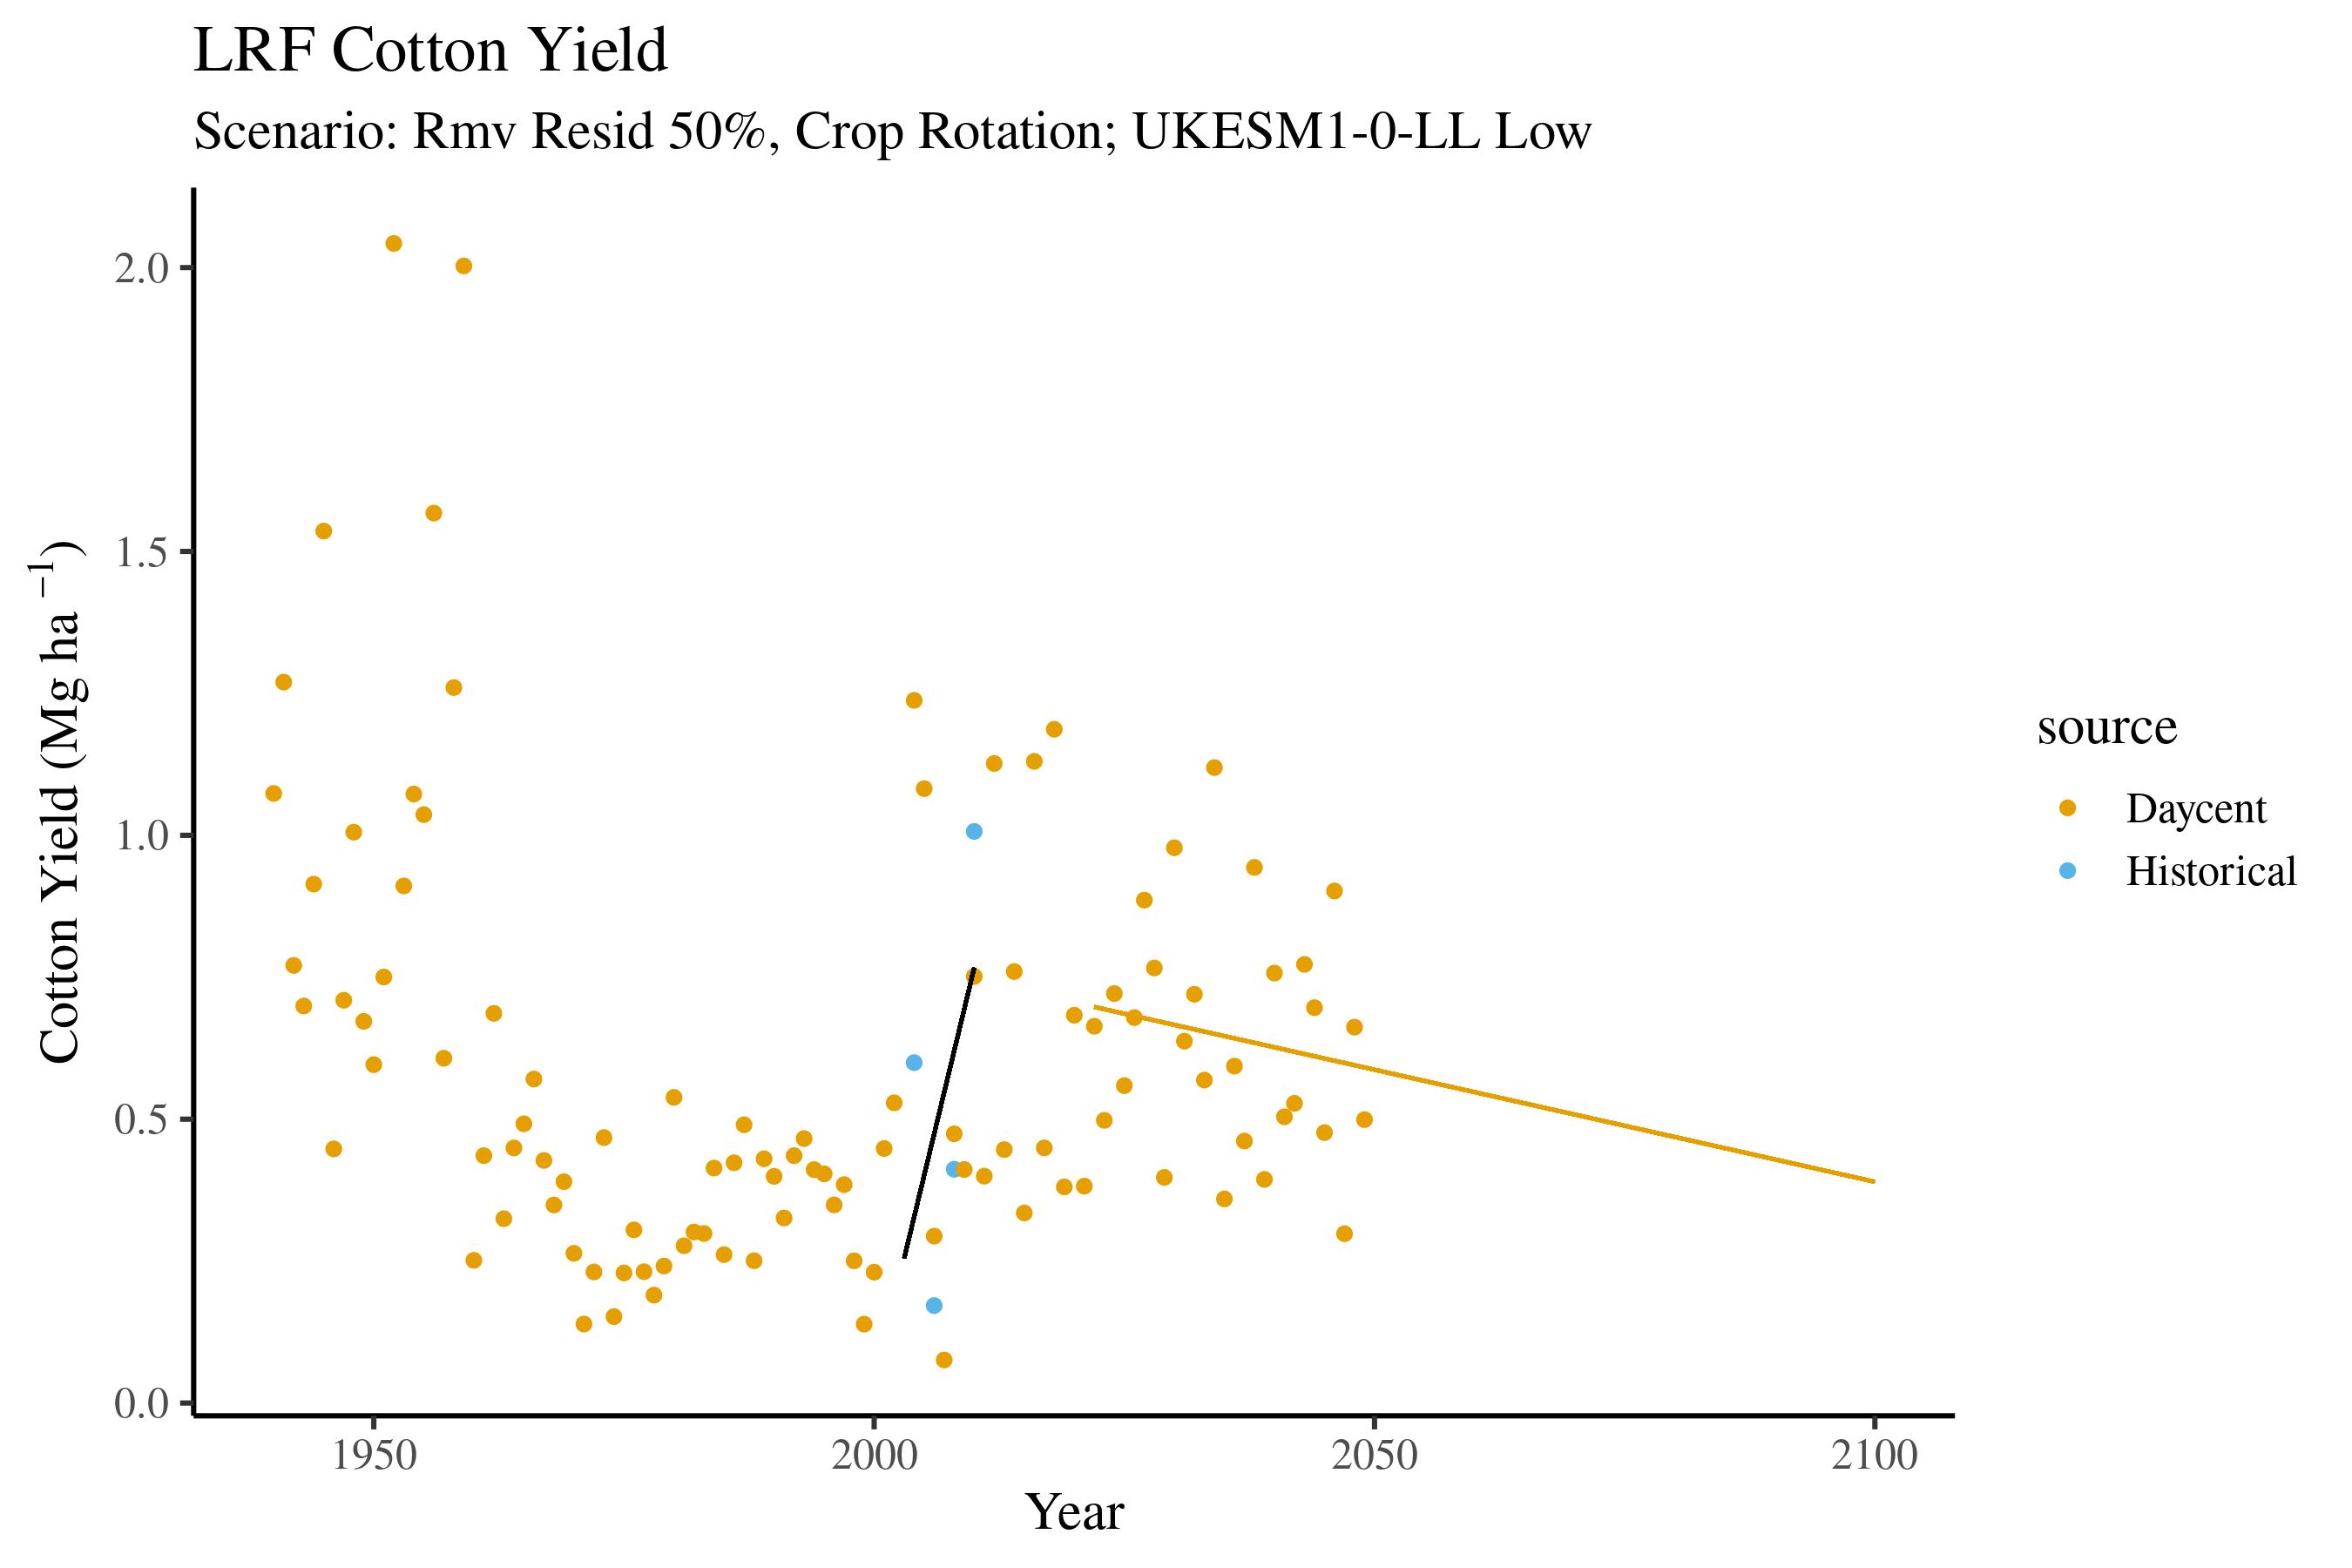 LRF Cotton Yield
Scenario: Rmv Resid 50%, Crop Rotation; UKESM1-0-LL Low
Cotton Yield (Mg ha −1)
2.0
1.5
1.0
0.5
0.0
1950 2000 2050 2100
Year
source
Daycent
Historical